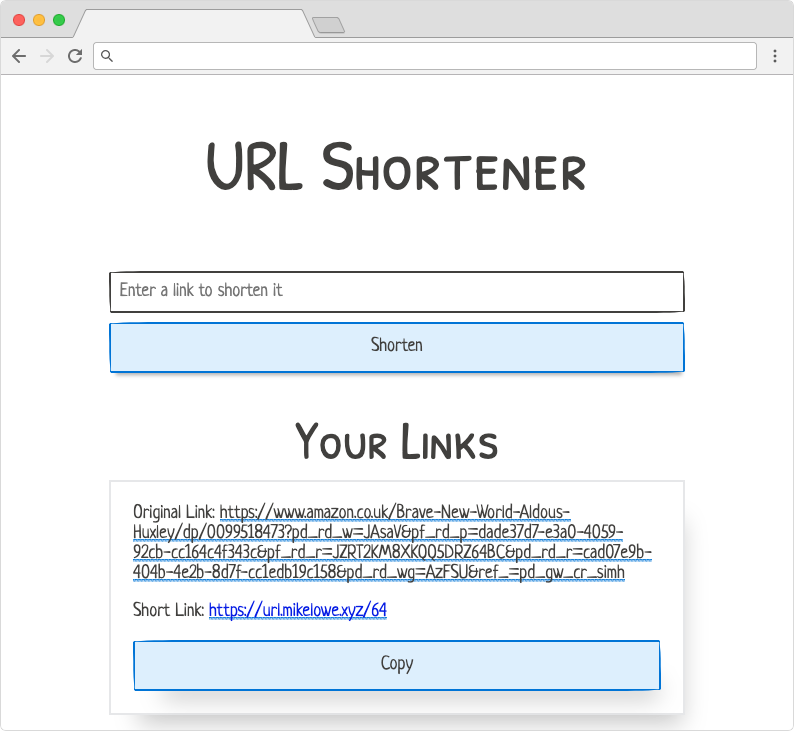 URL Shortener
Enter a link to shorten it
Shorten
Your Links
Original Link: https://www.amazon.co.uk/Brave-New-World-Aldous-
Huxley/dp/0099518473?pd_rd_w=JAsaV&pf_rd_p=dade37d7-e3a0-4059-
92cb-cc164c4f343c&pf_rd_r=JZRT2KM8XKQQ5DRZ64BC&pd_rd_r=cad07e9b-
404b-4e2b-8d7f-cc1edb19c158&pd_rd_wg=AzFSU&ref_=pd_gw_cr_simh
Short Link: https://url.mikelowe.xyz/64
Copy